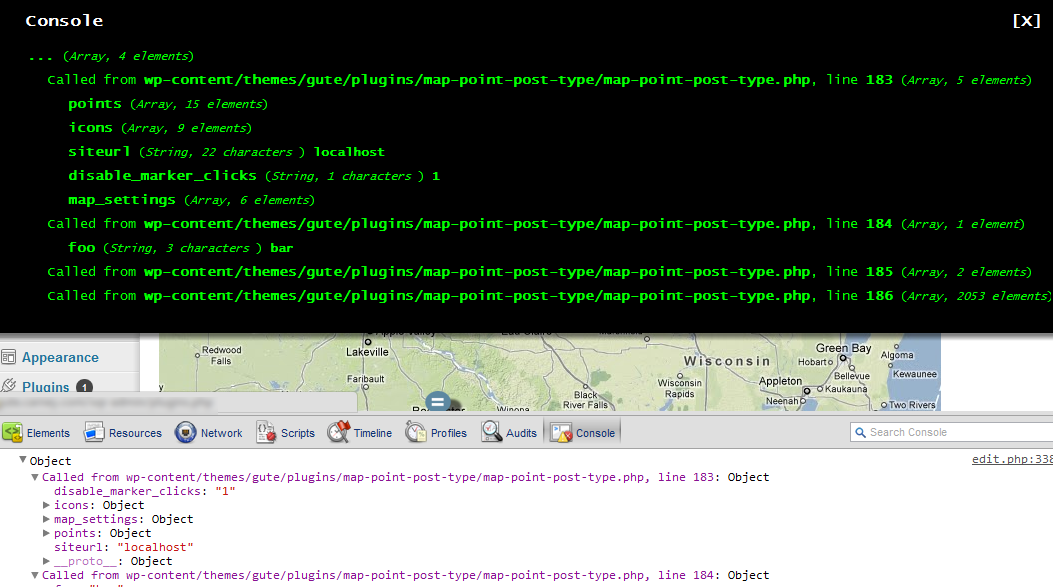 Console
[X]
... (Array, 4 elements)
Called from wp-content/themes/gute/plugins/map-point-post-type/map-point-post-type.php, line 183 (Array, 5 elements)
points (Array, 15 elements)
icons (Array, 9 elements)
siteurl (String, 22 characters ) localhost
disable_marker_clicks (String, 1 characters ) 1
map_settings (Array, 6 elements)
Called from wp-content/themes/gute/plugins/map-point-post-type/map-point-post-type.php, line 184 (Array, 1 element)
foo (String, 3 characters ) bar
Called from wp-content/themes/gute/plugins/map-point-post-type/map-point-post-type.php, line 185 (Array, 2 elements)
Called from wp-content/themes/gute/plugins/map-point-post-type/map-point-post-type.php, line 186 (Array, 2053 elements)
Appearance
Plugins 1
Redwood
Falls
Lakeville
Faribault
Wisconsin
Wisconsin
Rapids
Black
River Falls
Green Bay
Hobart
Algoma
Kewaunee
Bellevue
Appleton
Kaukauna
Neenah
Two Rivers
Winona
Elements Resources Network Scripts Timeline Profiles Audits Console
Search Console
Object
edit.php:338
Called from wp-content/themes/gute/plugins/map-point-post-type/map-point-post-type.php, line 183: Object
disable_marker_clicks: "1"
icons: Object
map_settings: Object
points: Object
siteurl: "localhost"
__proto__: Object
Called from wp-content/themes/gute/plugins/map-point-post-type/map-point-post-type.php, line 184: Object